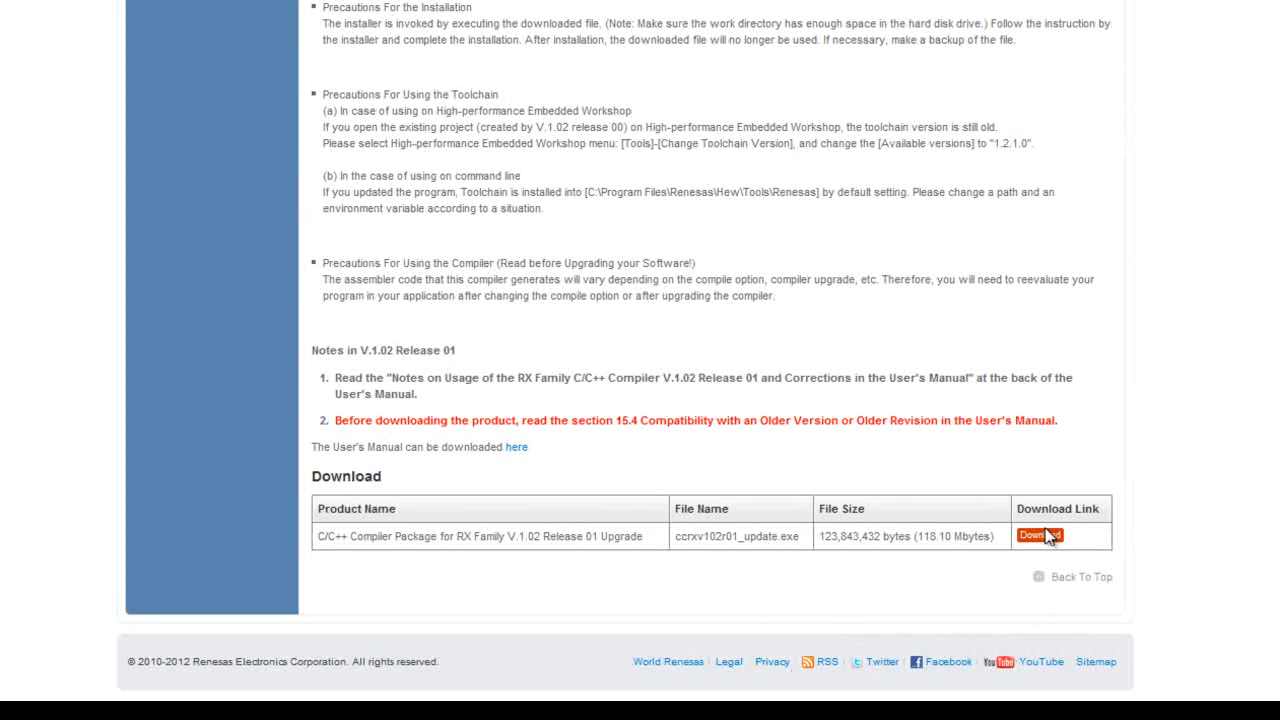 Precautions For the Installation
The installer is invoked by executing the downloaded file. (Note: Make sure the work directory has enough space in the hard disk drive.) Follow the instruction by
the installer and complete the installation. After installation, the downloaded file will no longer be used. If necessary, make a backup of the file.
Precautions For Using the Toolchain
(a) In case of using on High-performance Embedded Workshop
If you open the existing project (created by V.1.02 release 00) on High-performance Embedded Workshop, the toolchain version is still old.
Please select High-performance Embedded Workshop menu: [Tools]-[Change Toolchain Version], and change the [Available versions] to "1.2.1.0".
(b) In the case of using on command line
If you updated the program, Toolchain is installed into [C:\Program Files\Renesas\Hew\Tools\Renesas] by default setting. Please change a path and an
environment variable according to a situation.
Precautions For Using the Compiler (Read before Upgrading your Software!)
The assembler code that this compiler generates will vary depending on the compile option, compiler upgrade, etc. Therefore, you will need to reevaluate your
program in your application after changing the compile option or after upgrading the compiler.
Notes in V.1.02 Release 01
1. Read the "Notes on Usage of the RX Family C/C++ Compiler V.1.02 Release 01 and Corrections in the User's Manual" at the back of the
User's Manual.
2. Before downloading the product, read the section 15.4 Compatibility with an Older Version or Older Revision in the User's Manual.
The User's Manual can be downloaded here
Download
Product Name File Name File Size Download Link
C/C++ Compiler Package for RX Family V.1.02 Release 01 Upgrade ccrxv102r01_update.exe 123,843,432 bytes (118.10 Mbytes) Download
Back To Top
© 2010-2012 Renesas Electronics Corporation. All rights reserved. World Renesas Legal Privacy RSS Twitter Facebook YouTube YouTube Sitemap